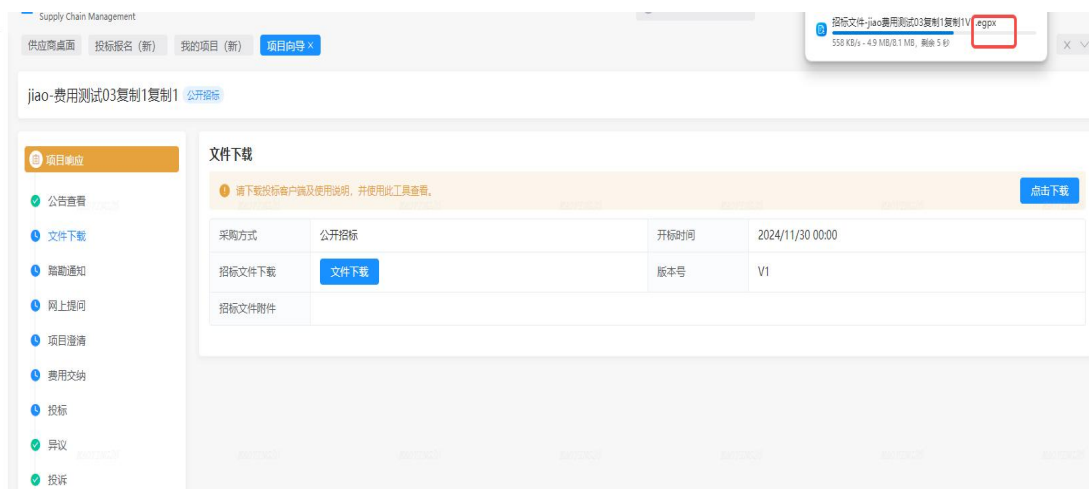 Supply Chain Management
招标文件-jiao费用测试03复制1复制1V1.egpx
558 KB/s - 4.9 MB/8.1 MB，剩余 5 秒
供应商桌面 投标报名（新） 我的项目（新） 项目向导 ×
jiao-费用测试03复制1复制1 公开招标
项目响应
公告查看
文件下载
踏勘通知
网上提问
项目澄清
费用交纳
投标
异议
投诉
文件下载
请下载投标客户端及使用说明，并使用此工具查看。 点击下载
采购方式 公开招标 开标时间 2024/11/30 00:00
招标文件下载 文件下载 版本号 V1
招标文件附件